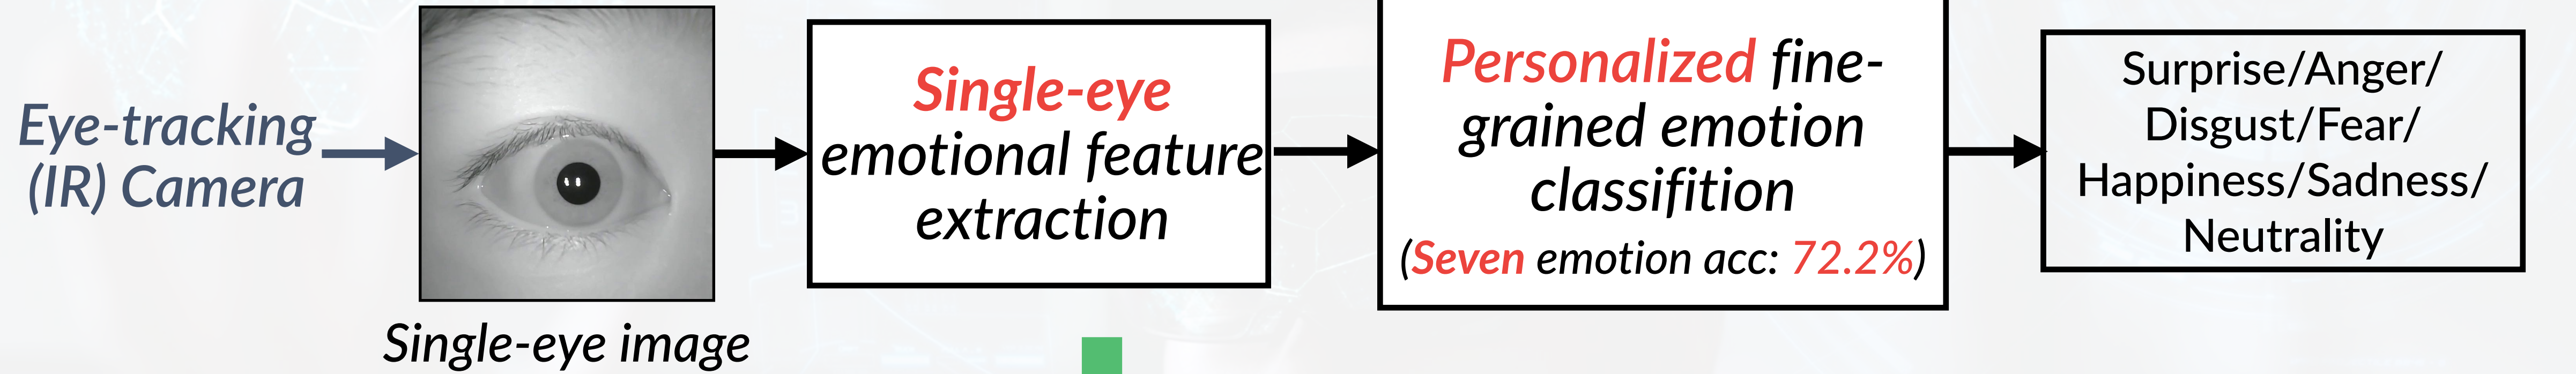 Eye-tracking
(IR) Camera
Single-eye image
Single-eye
emotional feature
extraction
Personalized fine-
grained emotion
classifition
(Seven emotion acc: 72.2%)
Surprise/Anger/
Disgust/Fear/
Happiness/Sadness/
Neutrality